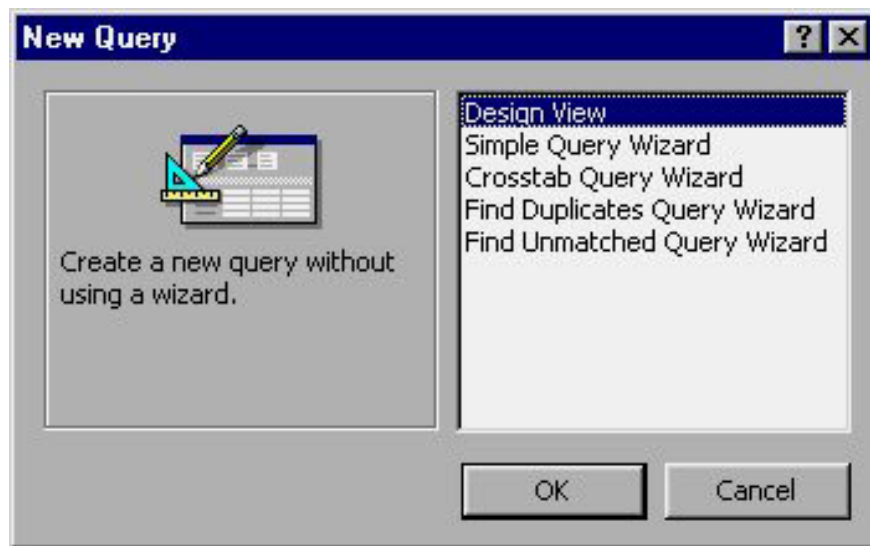 New Query
Create a new query without
using a wizard.
Design View
Simple Query Wizard
Crosstab Query Wizard
Find Duplicates Query Wizard
Find Unmatched Query Wizard
OK
Cancel